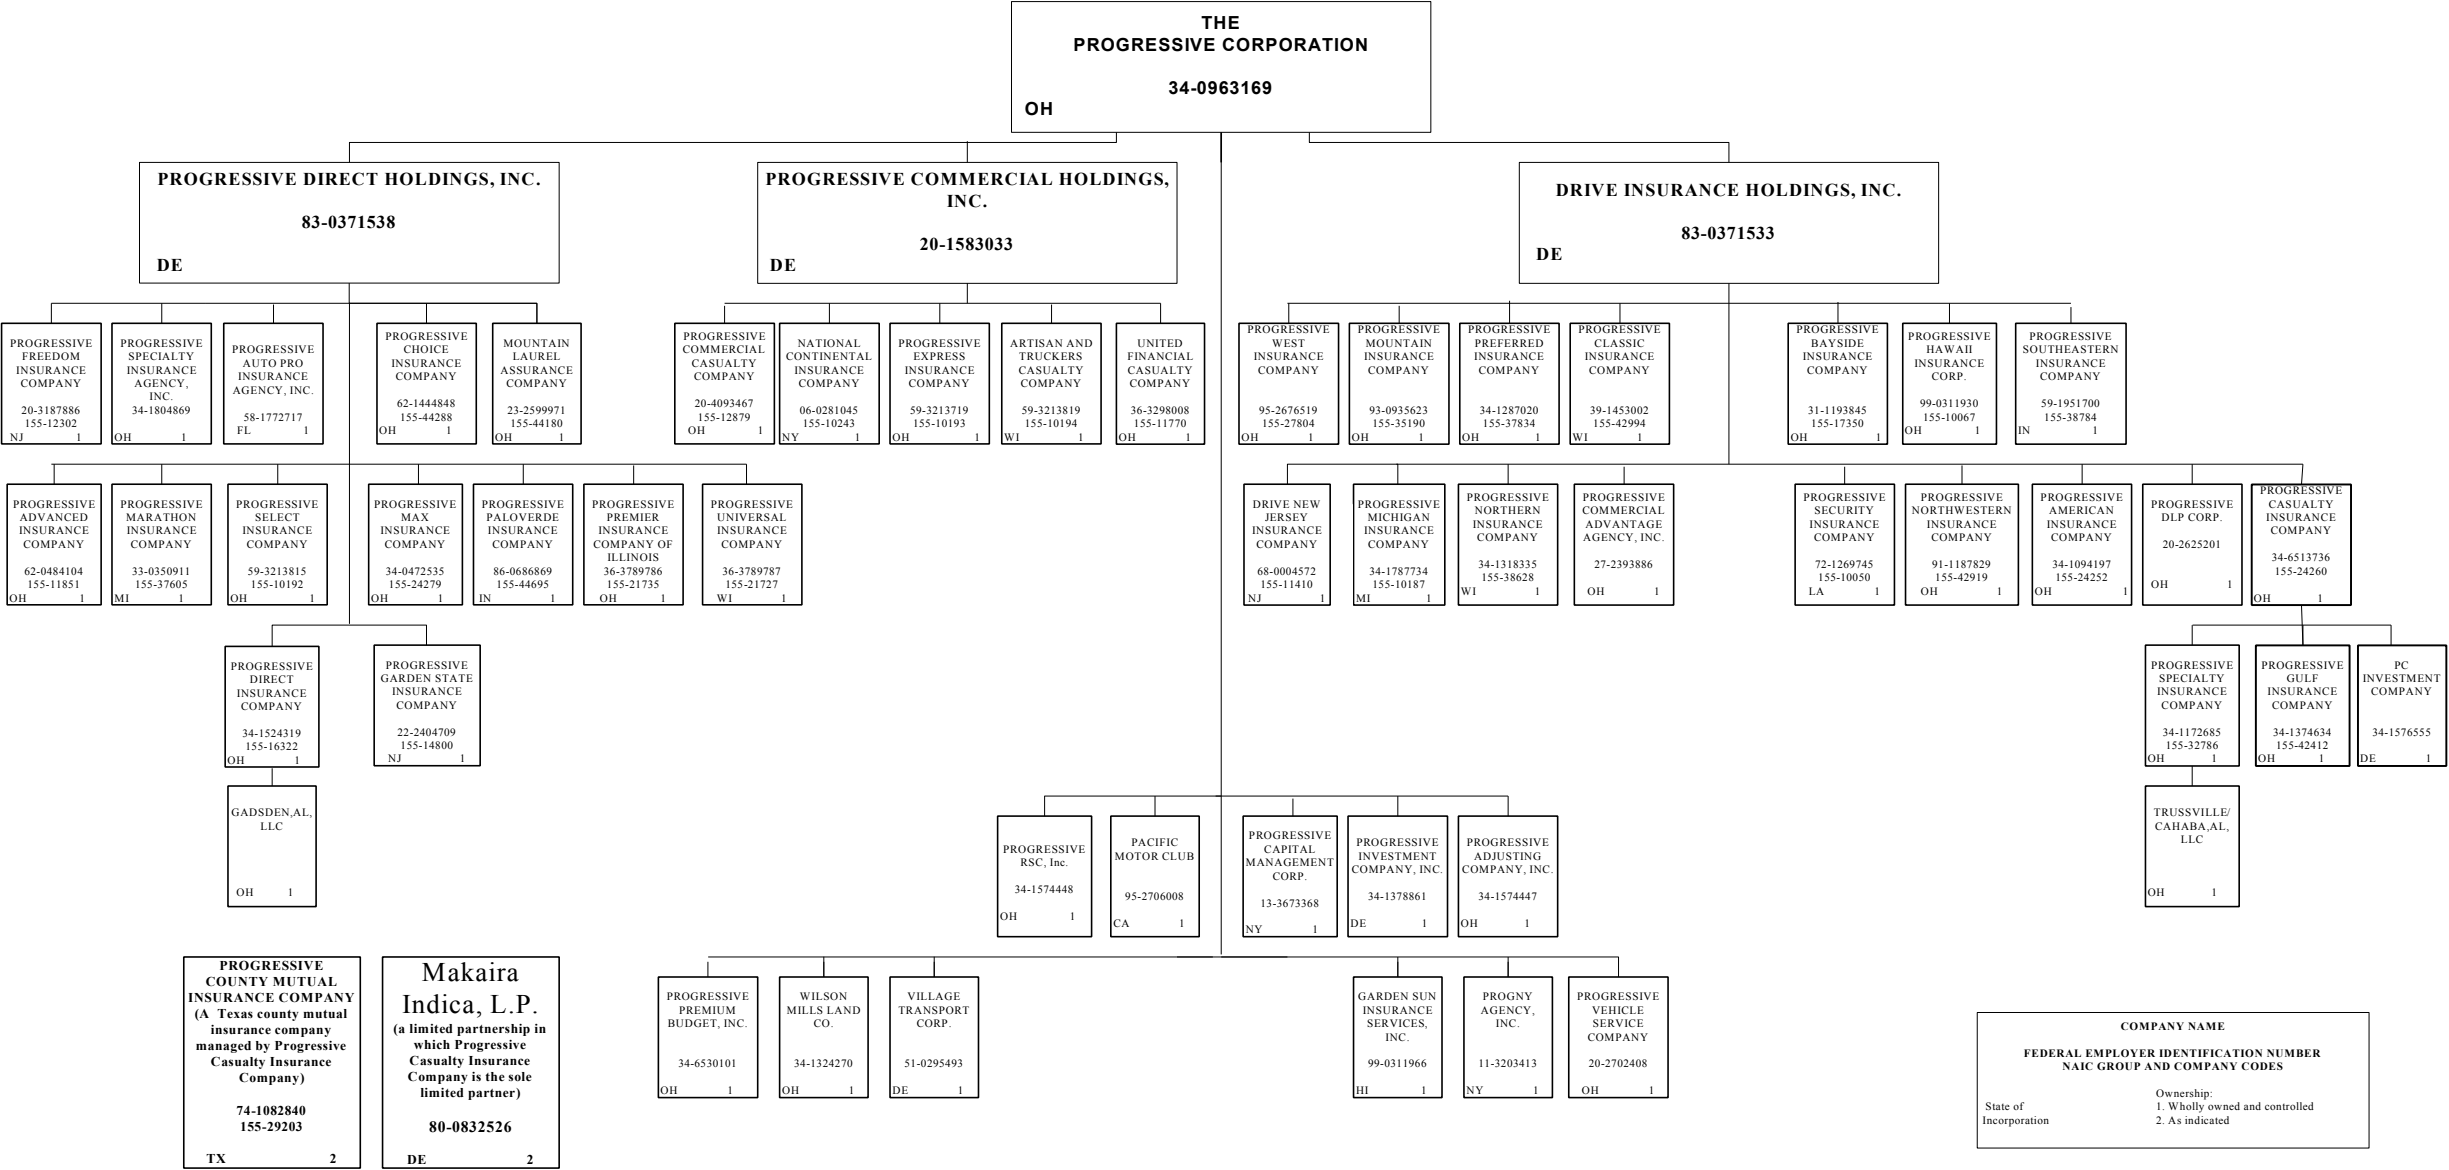 THE
PROGRESSIVE CORPORATION
34-0963169
OH
PROGRESSIVE DIRECT HOLDINGS, INC.
83-0371538
DE
PROGRESSIVE COMMERCIAL HOLDINGS,
INC.
20-1583033
DE
DRIVE INSURANCE HOLDINGS, INC.
83-0371533
DE
PROGRESSIVE
FREEDOM
INSURANCE
COMPANY
20-3187886
155-12302
NJ 1
PROGRESSIVE
SPECIALTY
INSURANCE
AGENCY,
INC.
34-1804869
OH 1
PROGRESSIVE
AUTO PRO
INSURANCE
AGENCY, INC.
58-1772717
FL 1
PROGRESSIVE
CHOICE
INSURANCE
COMPANY
62-1444848
155-44288
OH 1
MOUNTAIN
LAUREL
ASSURANCE
COMPANY
23-2599971
155-44180
OH 1
PROGRESSIVE
COMMERCIAL
CASUALTY
COMPANY
20-4093467
155-12879
OH 1
NATIONAL
CONTINENTAL
INSURANCE
COMPANY
06-0281045
155-10243
NY 1
PROGRESSIVE
EXPRESS
INSURANCE
COMPANY
59-3213719
155-10193
OH 1
ARTISAN AND
TRUCKERS
CASUALTY
COMPANY
59-3213819
155-10194
WI 1
UNITED
FINANCIAL
CASUALTY
COMPANY
36-3298008
155-11770
OH 1
PROGRESSIVE
WEST
INSURANCE
COMPANY
95-2676519
155-27804
OH 1
PROGRESSIVE
MOUNTAIN
INSURANCE
COMPANY
93-0935623
155-35190
OH 1
PROGRESSIVE
PREFERRED
INSURANCE
COMPANY
34-1287020
155-37834
OH 1
PROGRESSIVE
CLASSIC
INSURANCE
COMPANY
39-1453002
155-42994
WI 1
PROGRESSIVE
BAYSIDE
INSURANCE
COMPANY
31-1193845
155-17350
OH 1
PROGRESSIVE
HAWAII
INSURANCE
CORP.
99-0311930
155-10067
OH 1
PROGRESSIVE
SOUTHEASTERN
INSURANCE
COMPANY
59-1951700
155-38784
IN 1
PROGRESSIVE
ADVANCED
INSURANCE
COMPANY
62-0484104
155-11851
OH 1
PROGRESSIVE
MARATHON
INSURANCE
COMPANY
33-0350911
155-37605
MI 1
PROGRESSIVE
SELECT
INSURANCE
COMPANY
59-3213815
155-10192
OH 1
PROGRESSIVE
MAX
INSURANCE
COMPANY
34-0472535
155-24279
OH 1
PROGRESSIVE
PALOVERDE
INSURANCE
COMPANY
86-0686869
155-44695
IN 1
PROGRESSIVE
PREMIER
INSURANCE
COMPANY OF
ILLINOIS
36-3789786
155-21735
OH 1
PROGRESSIVE
UNIVERSAL
INSURANCE
COMPANY
36-3789787
155-21727
WI 1
DRIVE NEW
JERSEY
INSURANCE
COMPANY
68-0004572
155-11410
NJ 1
PROGRESSIVE
MICHIGAN
INSURANCE
COMPANY
34-1787734
155-10187
MI 1
PROGRESSIVE
NORTHERN
INSURANCE
COMPANY
34-1318335
155-38628
WI 1
PROGRESSIVE
COMMERCIAL
ADVANTAGE
AGENCY, INC.
27-2393886
OH 1
PROGRESSIVE
SECURITY
INSURANCE
COMPANY
72-1269745
155-10050
LA 1
PROGRESSIVE
NORTHWESTERN
INSURANCE
COMPANY
91-1187829
155-42919
OH 1
PROGRESSIVE
AMERICAN
INSURANCE
COMPANY
34-1094197
155-24252
OH 1
PROGRESSIVE
DLP CORP.
20-2625201
OH 1
PROGRESSIVE
CASUALTY
INSURANCE
COMPANY
34-6513736
155-24260
OH 1
PROGRESSIVE
DIRECT
INSURANCE
COMPANY
34-1524319
155-16322
OH 1
PROGRESSIVE
GARDEN STATE
INSURANCE
COMPANY
22-2404709
155-14800
NJ 1
PROGRESSIVE
SPECIALTY
INSURANCE
COMPANY
34-1172685
155-32786
OH 1
PROGRESSIVE
GULF
INSURANCE
COMPANY
34-1374634
155-42412
OH 1
PC
INVESTMENT
COMPANY
34-1576555
DE 1
GADSDEN,AL,
LLC
OH 1
PROGRESSIVE
RSC, Inc.
34-1574448
OH 1
PACIFIC
MOTOR CLUB
95-2706008
CA 1
PROGRESSIVE
CAPITAL
MANAGEMENT
CORP.
13-3673368
NY 1
PROGRESSIVE
INVESTMENT
COMPANY, INC.
34-1378861
DE 1
PROGRESSIVE
ADJUSTING
COMPANY, INC.
34-1574447
OH 1
TRUSSVILLE/
CAHABA,AL,
LLC
OH 1
PROGRESSIVE
COUNTY MUTUAL
INSURANCE COMPANY
(A Texas county mutual
insurance company
managed by Progressive
Casualty Insurance
Company)
74-1082840
155-29203
TX 2
Makaira
Indica, L.P.
(a limited partnership in
which Progressive
Casualty Insurance
Company is the sole
limited partner)
80-0832526
DE 2
PROGRESSIVE
PREMIUM
BUDGET, INC.
34-6530101
OH 1
WILSON
MILLS LAND
CO.
34-1324270
OH 1
VILLAGE
TRANSPORT
CORP.
51-0295493
DE 1
GARDEN SUN
INSURANCE
SERVICES,
INC.
99-0311966
HI 1
PROGNY
AGENCY,
INC.
11-3203413
NY 1
PROGRESSIVE
VEHICLE
SERVICE
COMPANY
20-2702408
OH 1
COMPANY NAME
FEDERAL EMPLOYER IDENTIFICATION NUMBER
NAIC GROUP AND COMPANY CODES
Ownership:
State of 1. Wholly owned and controlled
Incorporation 2. As indicated